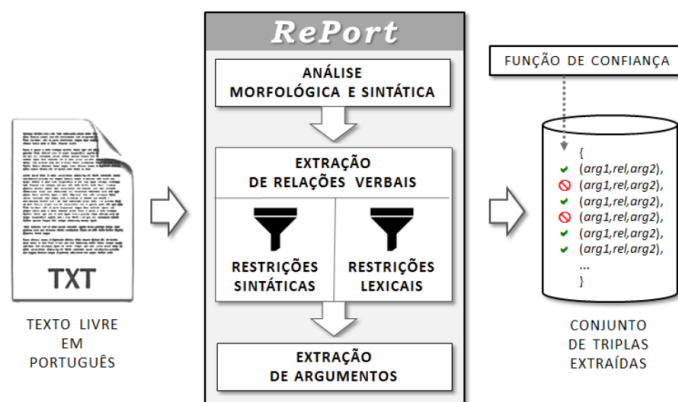 RePort
ANÁLISE
MORFOLÓGICA E SINTÁTICA
EXTRAÇÃO
DE RELAÇÕES VERBAIS
RESTRIÇÕES
SINTÁTICAS
RESTRIÇÕES
LEXICAIS
EXTRAÇÃO
DE ARGUMENTOS
TXT
TEXTO LIVRE
EM
PORTUGUÊS
FUNÇÃO DE CONFIANÇA
{
(arg1,rel,arg2),
(arg1,rel,arg2),
(arg1,rel,arg2),
(arg1,rel,arg2),
(arg1,rel,arg2),
(arg1,rel,arg2),
...
}
CONJUNTO
DE TRIPLAS
EXTRAÍDAS